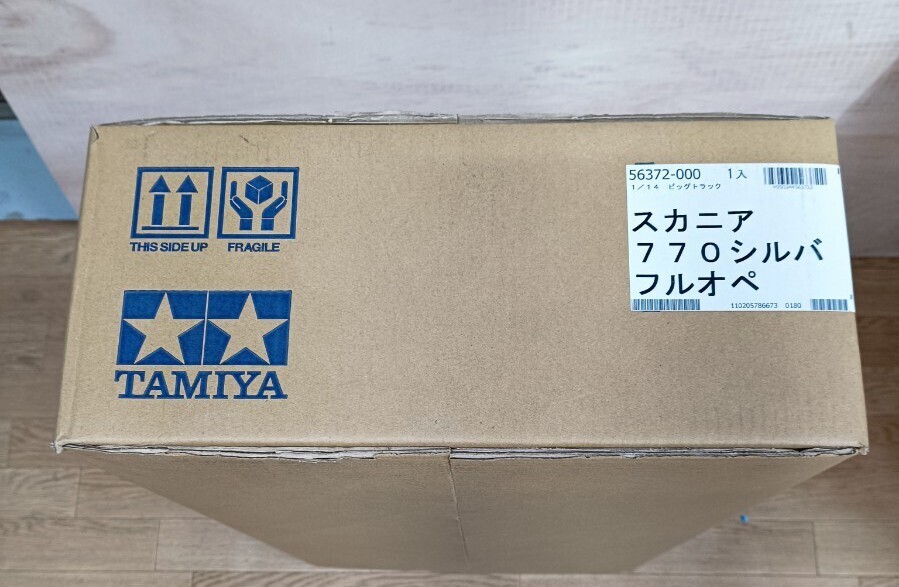 THIS SIDE UP
FRAGILE
TAMIYA
56372-000 1入
1/14 ビッグトラック
スカニア
770シルバ
フルオペ
110205786673 0180